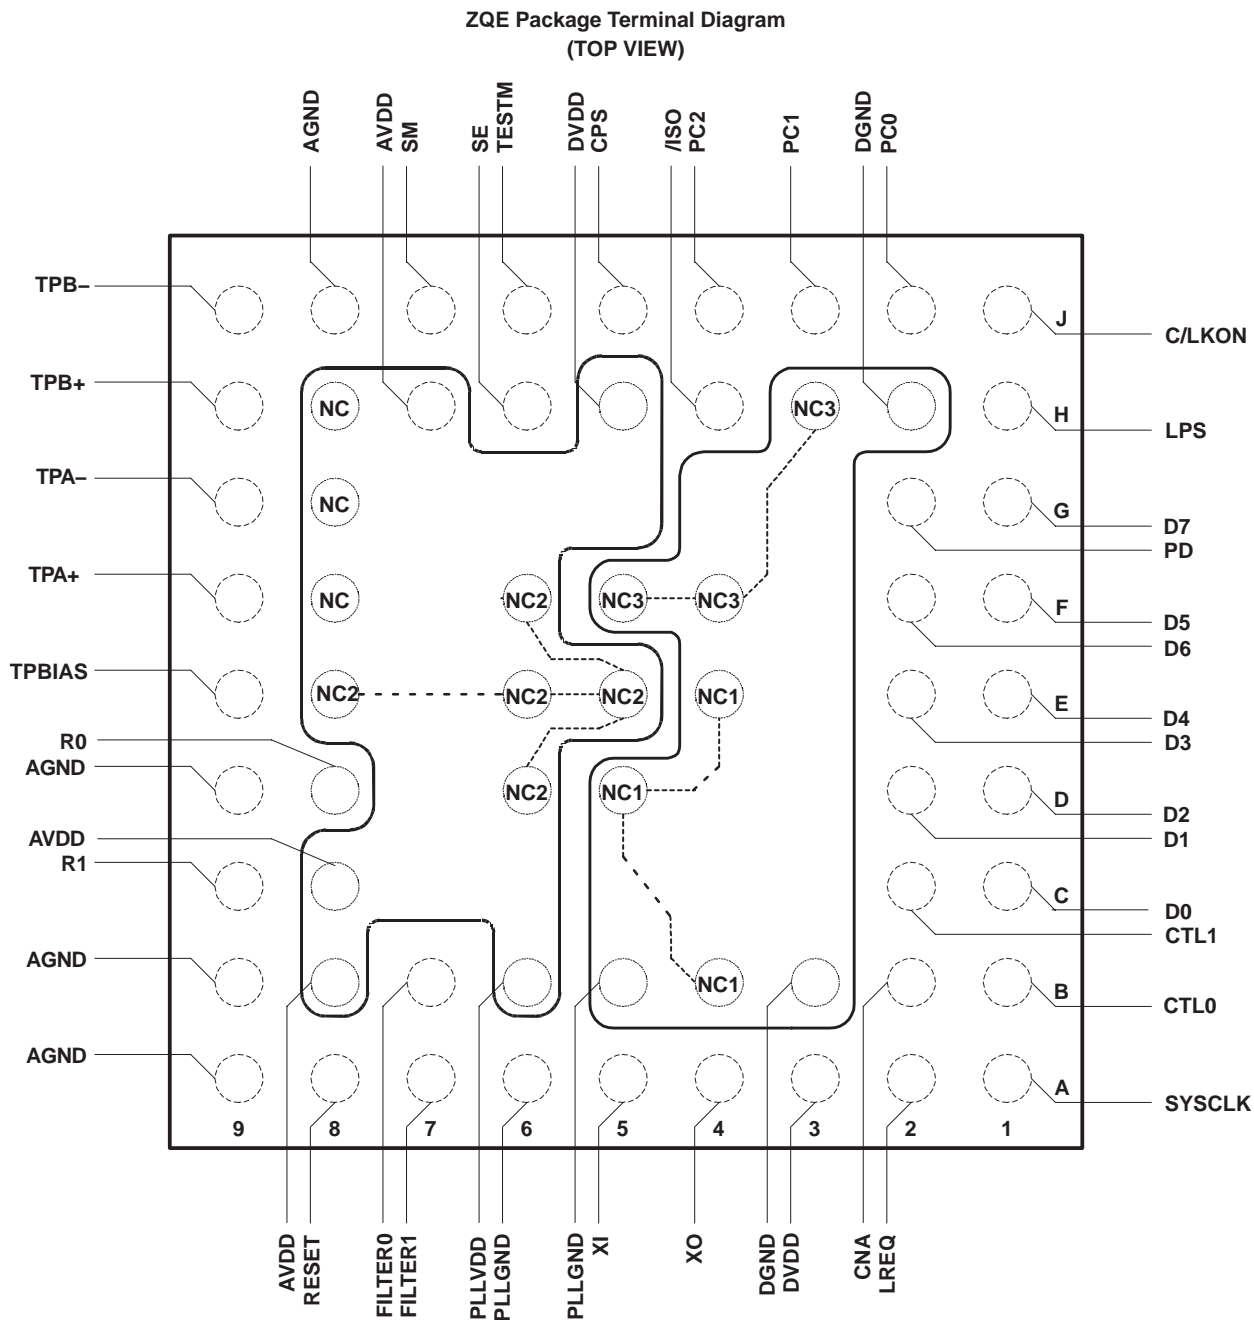 ZQE Package Terminal Diagram
(TOP VIEW)
AGND
AVDD
SM
SE
TESTM
DVDD
CPS
/ISO
PC2
PC1
DGND
PC0
TPB–
J
C/LKON
TPB+
NC
NC3
H
LPS
TPA–
NC
G
D7
PD
TPA+
NC
NC2
NC3
NC3
F
D5
D6
TPBIAS
NC2
NC2
NC2
NC1
E
D4
D3
R0
AGND
NC2
NC1
D
D2
D1
AVDD
R1
C
D0
CTL1
AGND
NC1
B
CTL0
AGND
A
SYSCLK
9 8 7 6 5 4 3 2 1
AVDD
RESET
FILTER0
FILTER1
PLLVDD
PLLGND
PLLGND
XI
XO
DGND
DVDD
CNA
LREQ